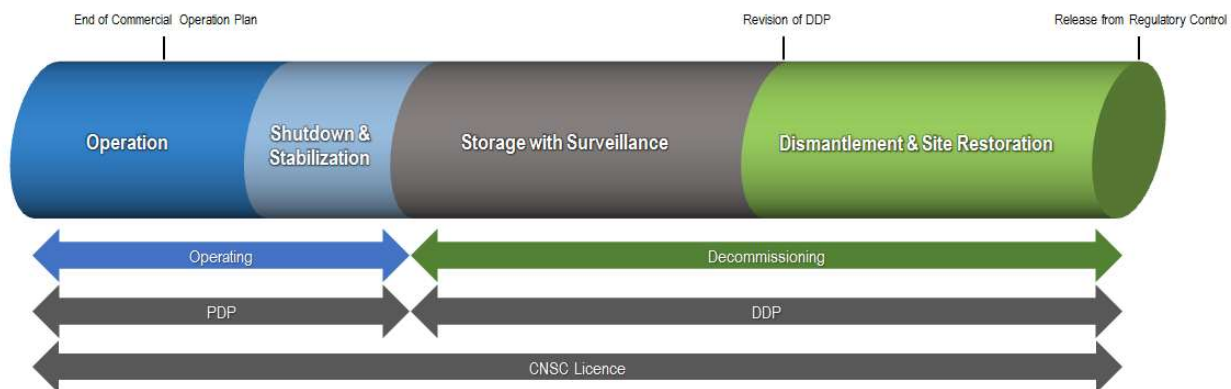 End of Commercial Operation Plan
Revision of DDP
Release from Regulatory Control
Operation
Shutdown &
Stabilization
Storage with Surveillance
Dismantlement & Site Restoration
Operating
Decommissioning
PDP
DDP
CNSC Licence